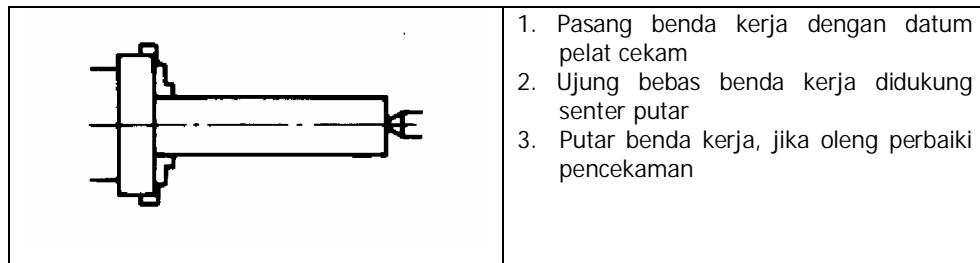 1. Pasang benda kerja dengan datum
pelat cekam
2. Ujung bebas benda kerja didukung
senter putar
3. Putar benda kerja, jika oleng perbaiki
pencekaman